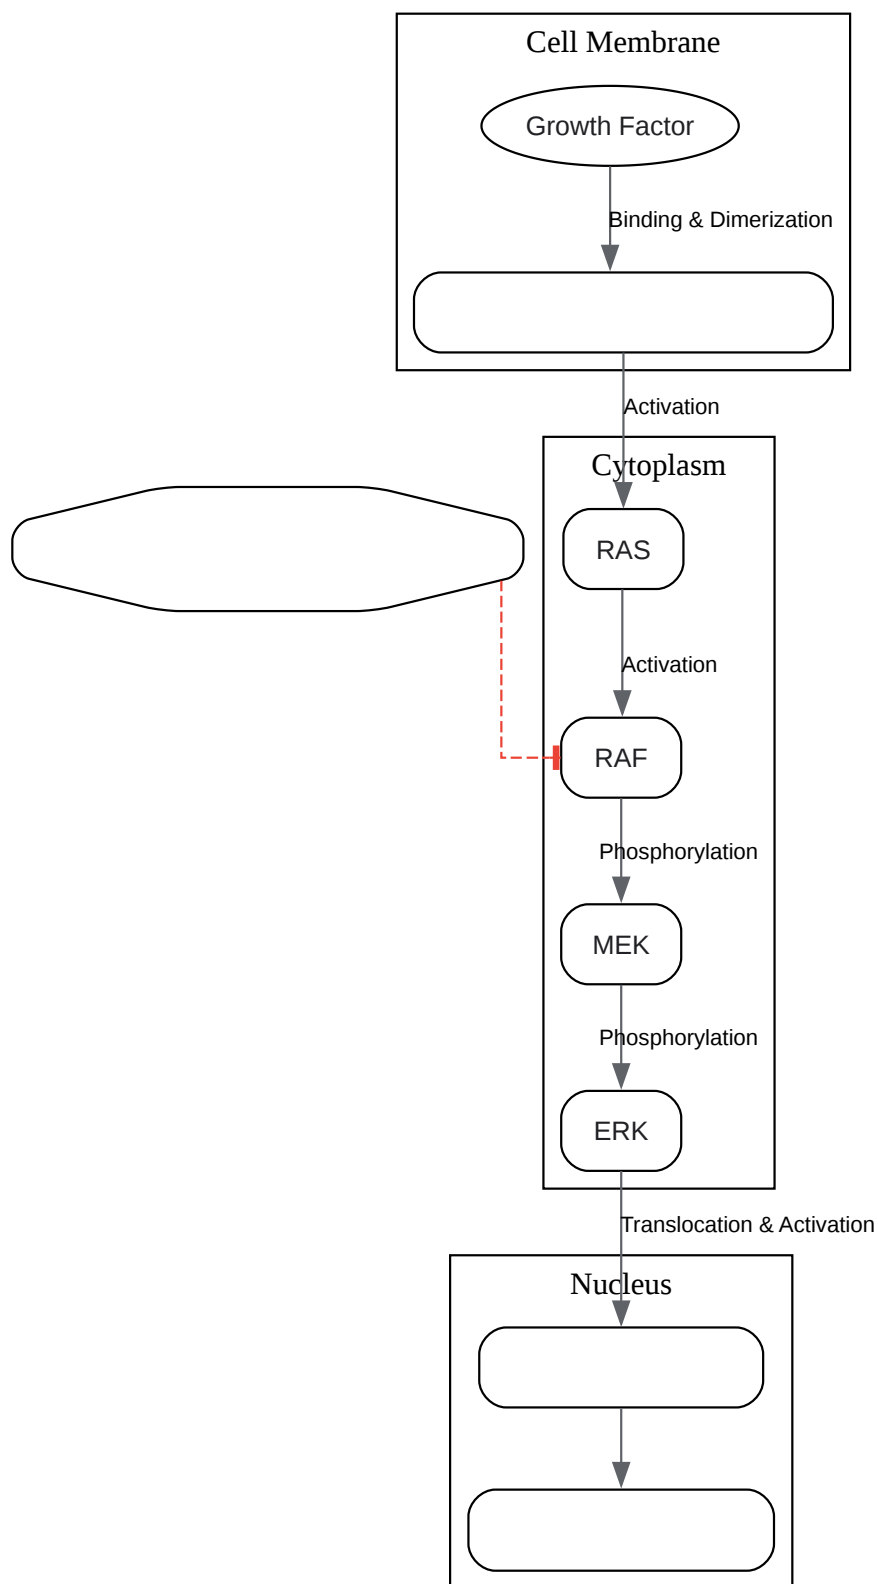 Cell Membrane
Growth Factor
Binding & Dimerization
Activation
Cytoplasm
RAS
Activation
RAF
Phosphorylation
MEK
Phosphorylation
ERK
Translocation & Activation
Nucleus